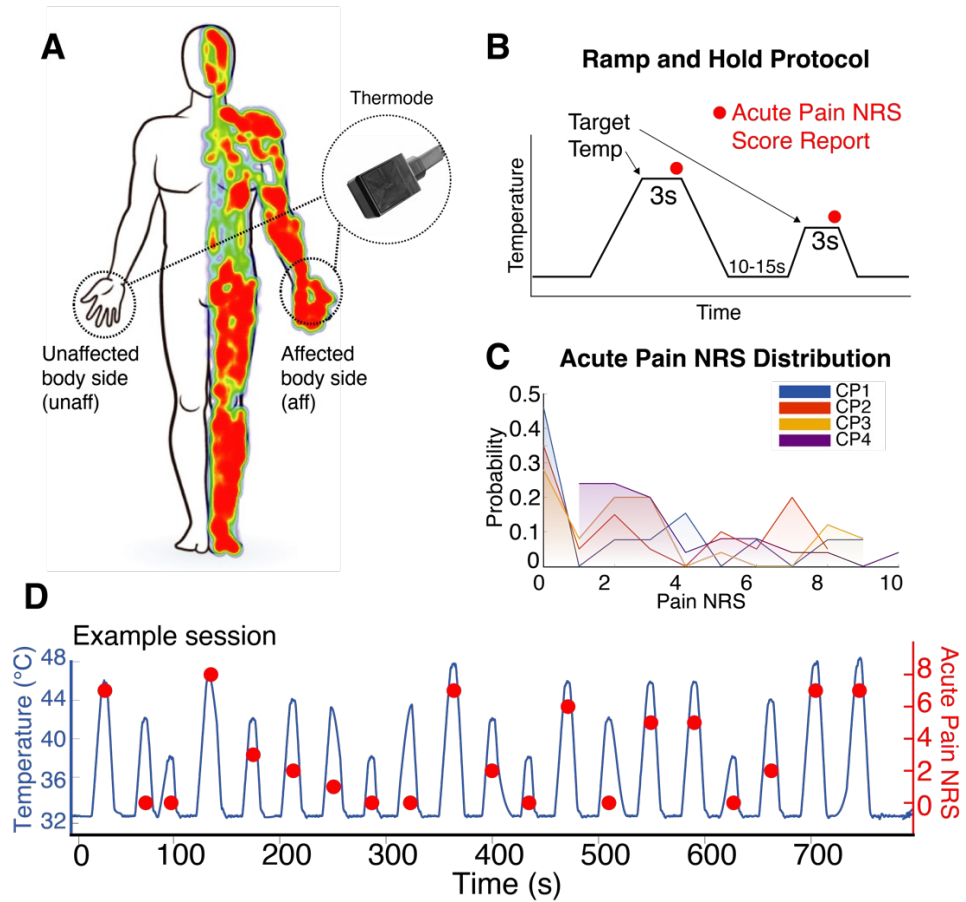 A
Thermode
Unaffected
body side
(unaff)
Affected
body side
(aff)
B
Ramp and Hold Protocol
Target
Temp
Acute Pain NRS
Score Report
3s
3s
10-15s
Temperature
Time
C
Acute Pain NRS Distribution
CP1
CP2
CP3
CP4
Probability
0.5
0.4
0.3
0.2
0.1
0
0 2 4 6 8 10
Pain NRS
D
Example session
Temperature (°C)
48
44
40
36
32
Acute Pain NRS
8
6
4
2
0
0 100 200 300 400 500 600 700
Time (s)